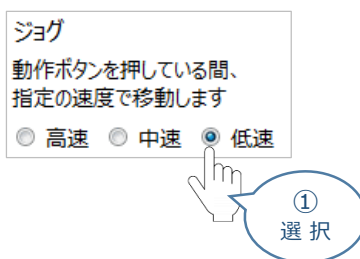 ジョグ
動作ボタンを押している間、
指定の速度で移動します
高速 中速 低速
①
選 択